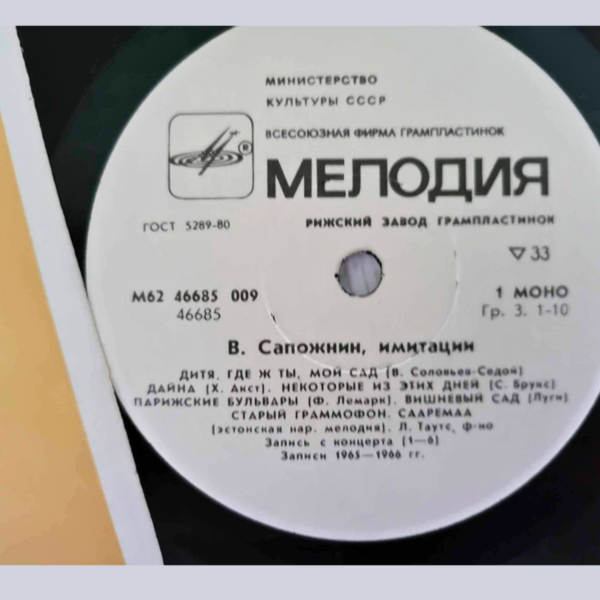 МИНИСТЕРСТВО
КУЛЬТУРЫ СССР
ВСЕСОЮЗНАЯ ФИРМА ГРАМПЛАСТИНОК
®
МЕЛОДИЯ
ГОСТ 5289-80
РИЖСКИЙ ЗАВОД ГРАМПЛАСТИНОК
▽ 33
М62 46685 009
46685
1 МОНО
Гр. 3. 1-10
В. Сапожнин, имитации
ДИТЯ, ГДЕ Ж ТЫ, МОЙ САД (В. Соловьев-Седой)
ДАЙНА (Х. Акст). НЕКОТОРЫЕ ИЗ ЭТИХ ДНЕЙ (С. Брукс)
ПАРИЖСКИЕ БУЛЬВАРЫ (Ф. Лемарк). ВИШНЕВЫЙ САД (Луги)
СТАРЫЙ ГРАММОФОН. СААРЕМАА
(эстонская нар. мелодия). Л. Таутс, ф-но
Запись с концерта (1—6)
Записи 1965—1966 гг.